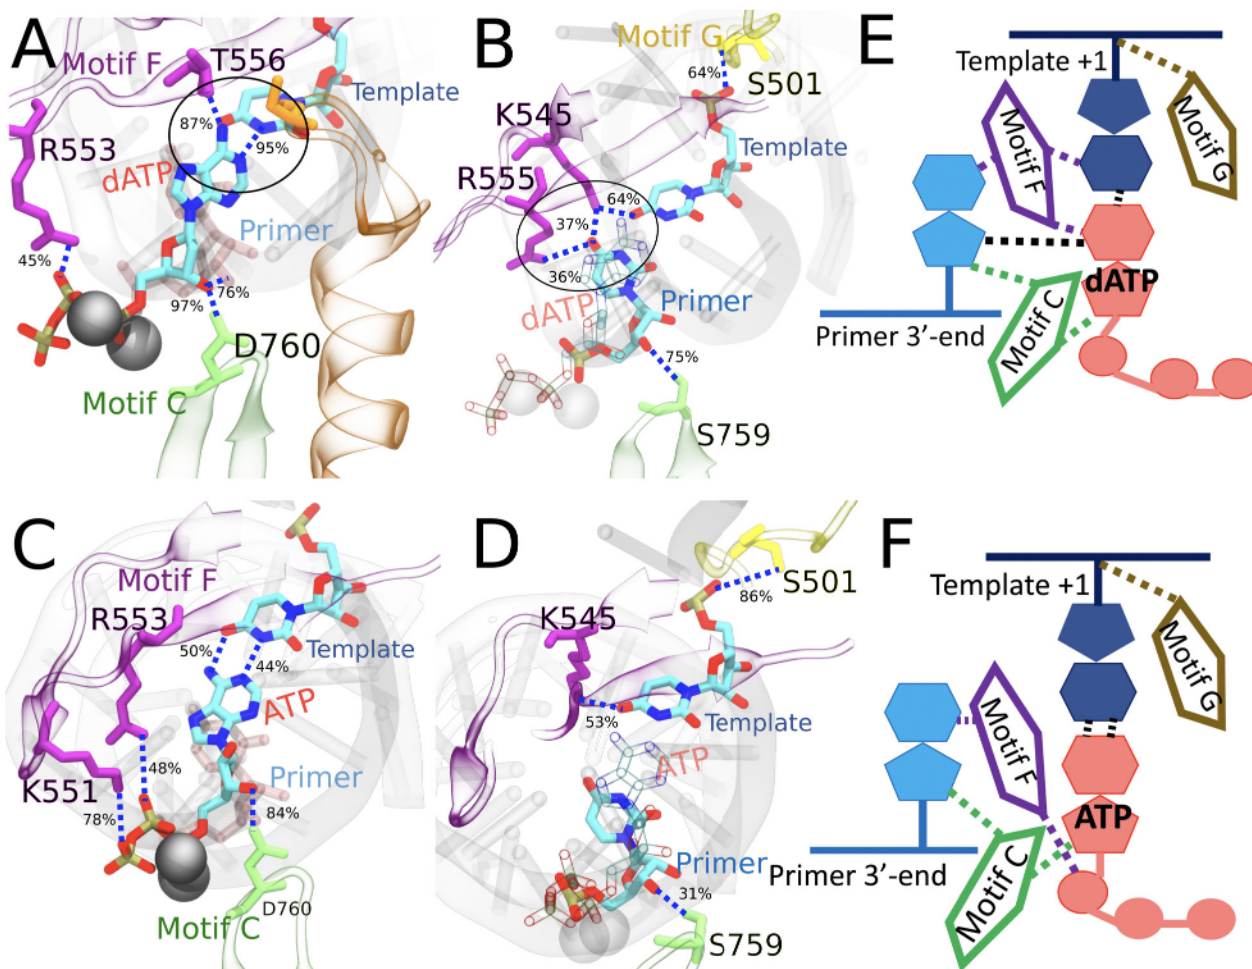 A
Motif F
T556
Template
R553
87%
95%
dATP
Primer
45%
97%
76%
D760
Motif C
B
Motif G
64%
S501
K545
Template
R555
64%
37%
36%
dATP
Primer
75%
S759
E
Template +1
Motif F
Motif G
dATP
Motif C
Primer 3'-end
C
Motif F
R553
50%
Template
44%
ATP
K551
48%
Primer
78%
84%
D760
Motif C
D
S501
86%
K545
53%
Template
ATP
Primer
31%
S759
F
Template +1
Motif G
Motif F
ATP
Motif C
Primer 3'-end